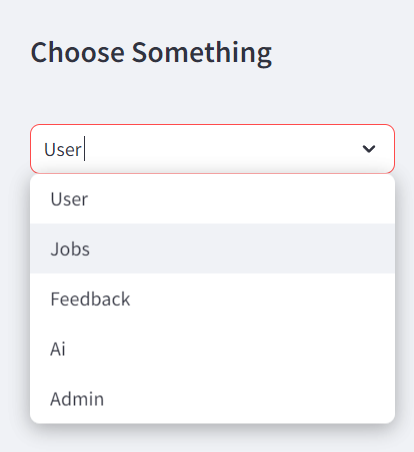 Choose Something
User
User
Jobs
Feedback
Ai
Admin